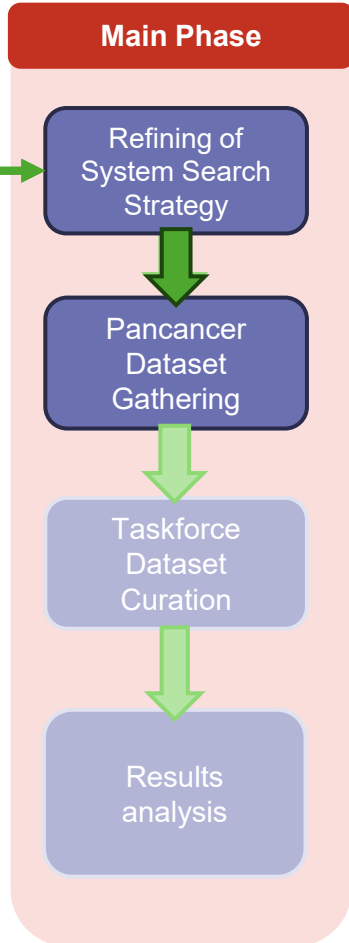 Main Phase
Refining of
System Search
Strategy
Pancancer
Dataset
Gathering
Taskforce
Dataset
Curation
Results
analysis